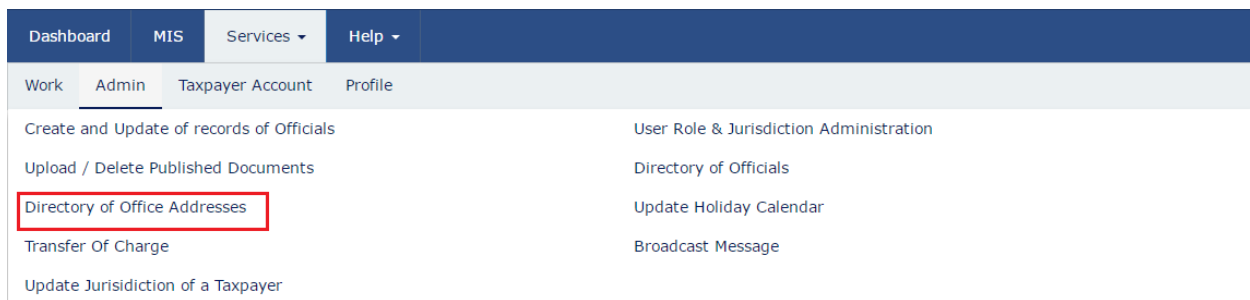 Dashboard MIS Services Help
Work Admin Taxpayer Account Profile
Create and Update of records of Officials User Role & Jurisdiction Administration
Upload / Delete Published Documents Directory of Officials
Directory of Office Addresses Update Holiday Calendar
Transfer Of Charge Broadcast Message
Update Jurisidiction of a Taxpayer